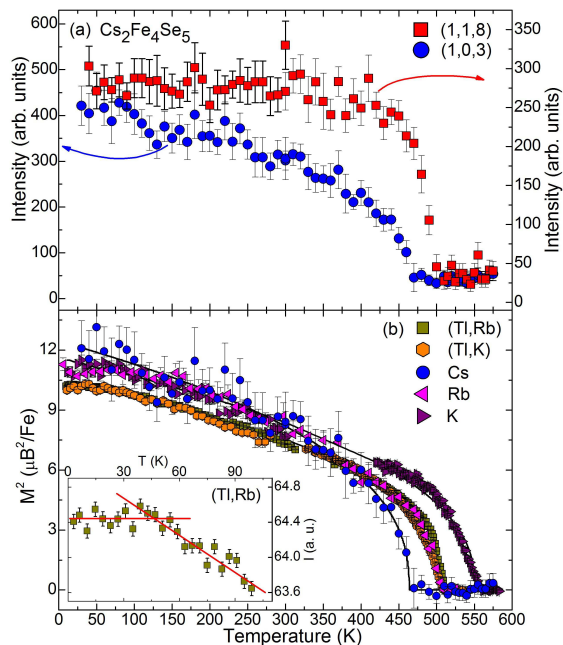 (a) Cs₂Fe₄Se₅
(1,1,8)
(1,0,3)
Intensity (arb. units)
600
500
400
300
200
100
0
350
300
250
200
150
100
50
0
Intensity (arb. units)
(b)
(Tl,Rb)
(Tl,K)
Cs
Rb
K
M² (μB²/Fe)
12
9
6
3
0
T (K)
0 30 60 90
(Tl,Rb)
64.8
64.4
64.0
63.6
I (a. u.)
0 50 100 150 200 250 300 350 400 450 500 550 600
Temperature (K)